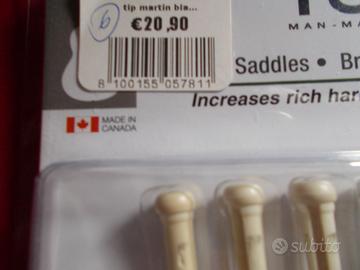 tip martin bla...
€20,90
6
8 100155 057811
MAN-MA
Saddles • Br
Increases rich har
MADE IN
CANADA
subito